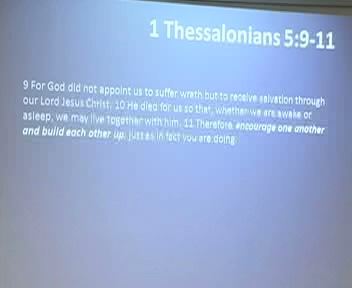 1 Thessalonians 5:9-11
9 For God did not appoint us to suffer wrath but to receive salvation through
our Lord Jesus Christ. 10 He died for us so that, whether we are awake or
asleep, we may live together with him. 11 Therefore encourage one another
and build each other up, just as in fact you are doing.